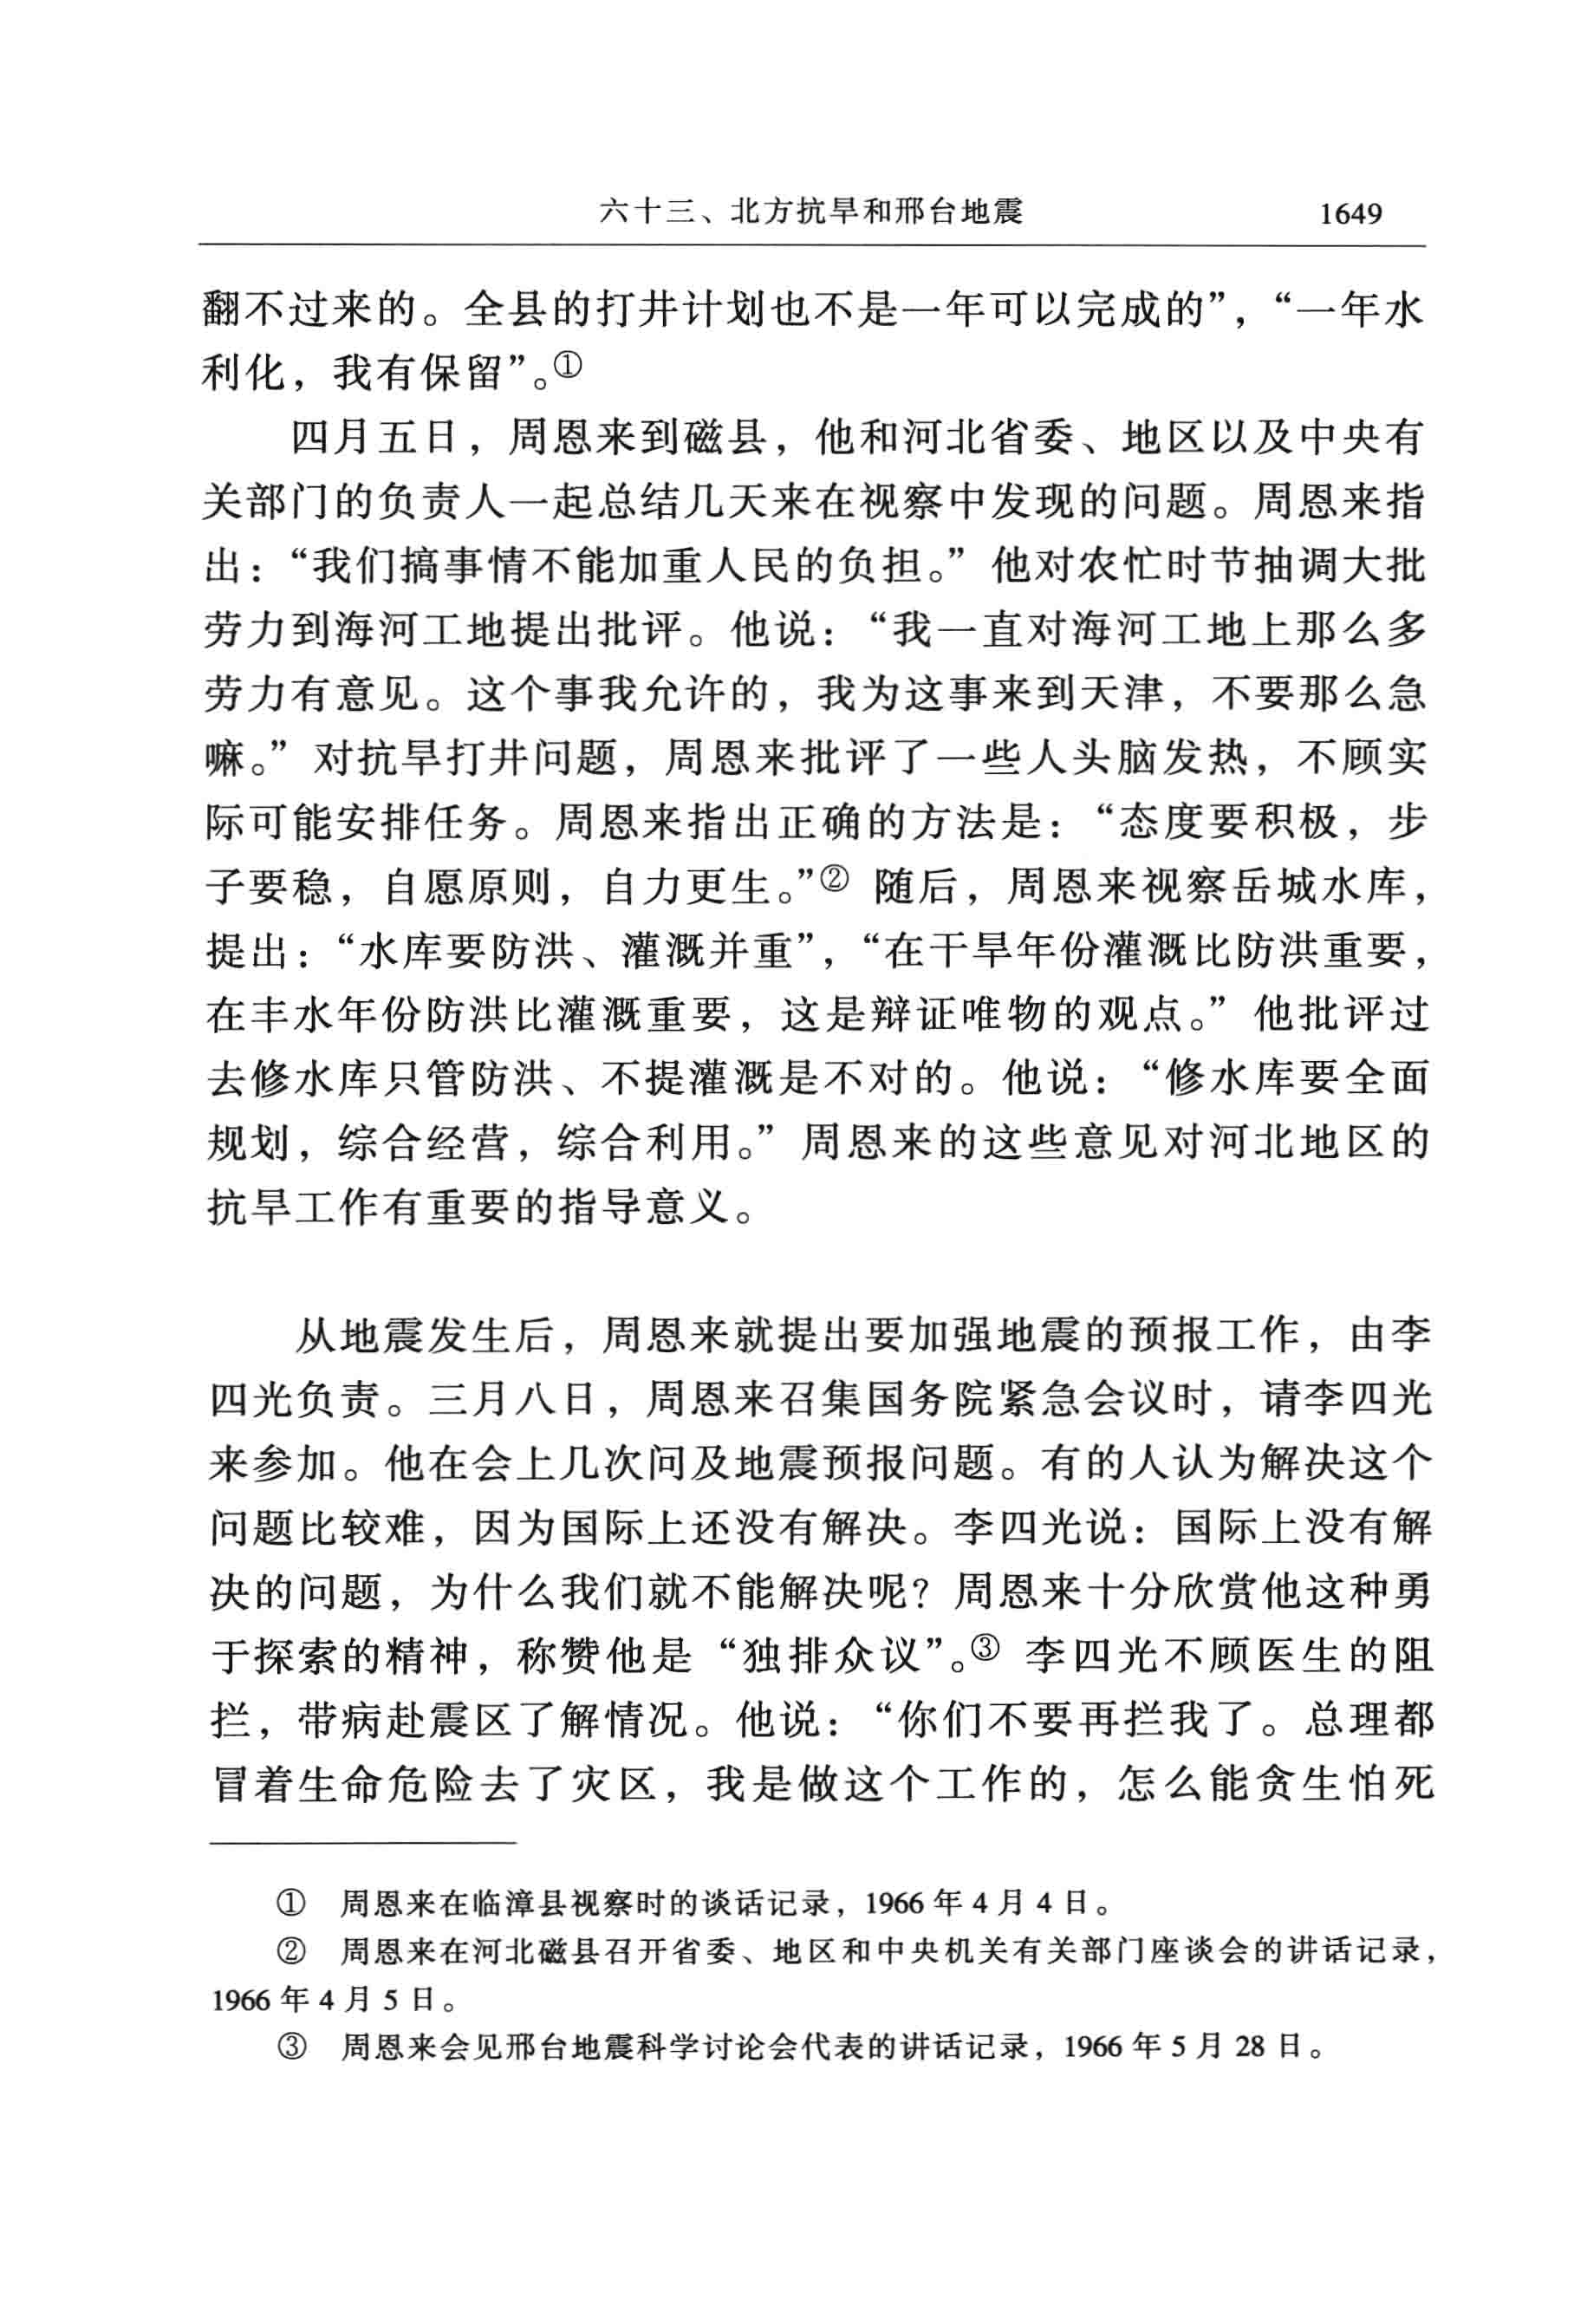 六十三、北方抗旱和邢台地震 1649
翻不过来的。全县的打井计划也不是一年可以完成的”，“一年水
利化，我有保留”。①
四月五日，周恩来到磁县，他和河北省委、地区以及中央有
关部门的负责人一起总结几天来在视察中发现的问题。周恩来指
出：“我们搞事情不能加重人民的负担。”他对农忙时节抽调大批
劳力到海河工地提出批评。他说：“我一直对海河工地上那么多
劳力有意见。这个事我允许的，我为这事来到天津，不要那么急
嘛。”对抗旱打井问题，周恩来批评了一些人头脑发热，不顾实
际可能安排任务。周恩来指出正确的方法是：“态度要积极，步
子要稳，自愿原则，自力更生。”② 随后，周恩来视察岳城水库，
提出：“水库要防洪、灌溉并重”，“在干旱年份灌溉比防洪重要，
在丰水年份防洪比灌溉重要，这是辩证唯物的观点。”他批评过
去修水库只管防洪、不提灌溉是不对的。他说：“修水库要全面
规划，综合经营，综合利用。”周恩来的这些意见对河北地区的
抗旱工作有重要的指导意义。
从地震发生后，周恩来就提出要加强地震的预报工作，由李
四光负责。三月八日，周恩来召集国务院紧急会议时，请李四光
来参加。他在会上几次问及地震预报问题。有的人认为解决这个
问题比较难，因为国际上还没有解决。李四光说：国际上没有解
决的问题，为什么我们就不能解决呢？周恩来十分欣赏他这种勇
于探索的精神，称赞他是“独排众议”。③ 李四光不顾医生的阻
拦，带病赴震区了解情况。他说：“你们不要再拦我了。总理都
冒着生命危险去了灾区，我是做这个工作的，怎么能贪生怕死
① 周恩来在临漳县视察时的谈话记录，1966 年 4 月 4 日。
② 周恩来在河北磁县召开省委、地区和中央机关有关部门座谈会的讲话记录，
1966 年 4 月 5 日。
③ 周恩来会见邢台地震科学讨论会代表的讲话记录，1966 年 5 月 28 日。